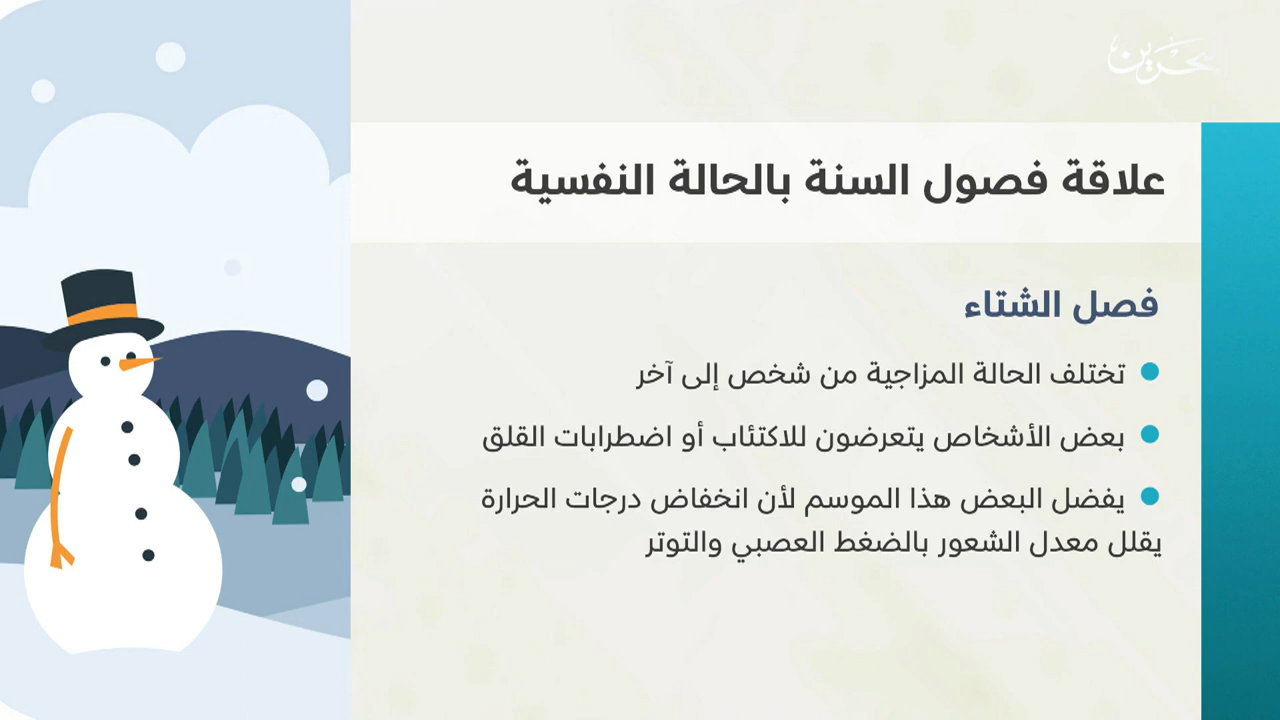 البحرين
علاقة فصول السنة بالحالة النفسية
فصل الشتاء
تختلف الحالة المزاجية من شخص إلى آخر
بعض الأشخاص يتعرضون للاكتئاب أو اضطرابات القلق
يفضل البعض هذا الموسم لأن انخفاض درجات الحرارة
يقلل معدل الشعور بالضغط العصبي والتوتر